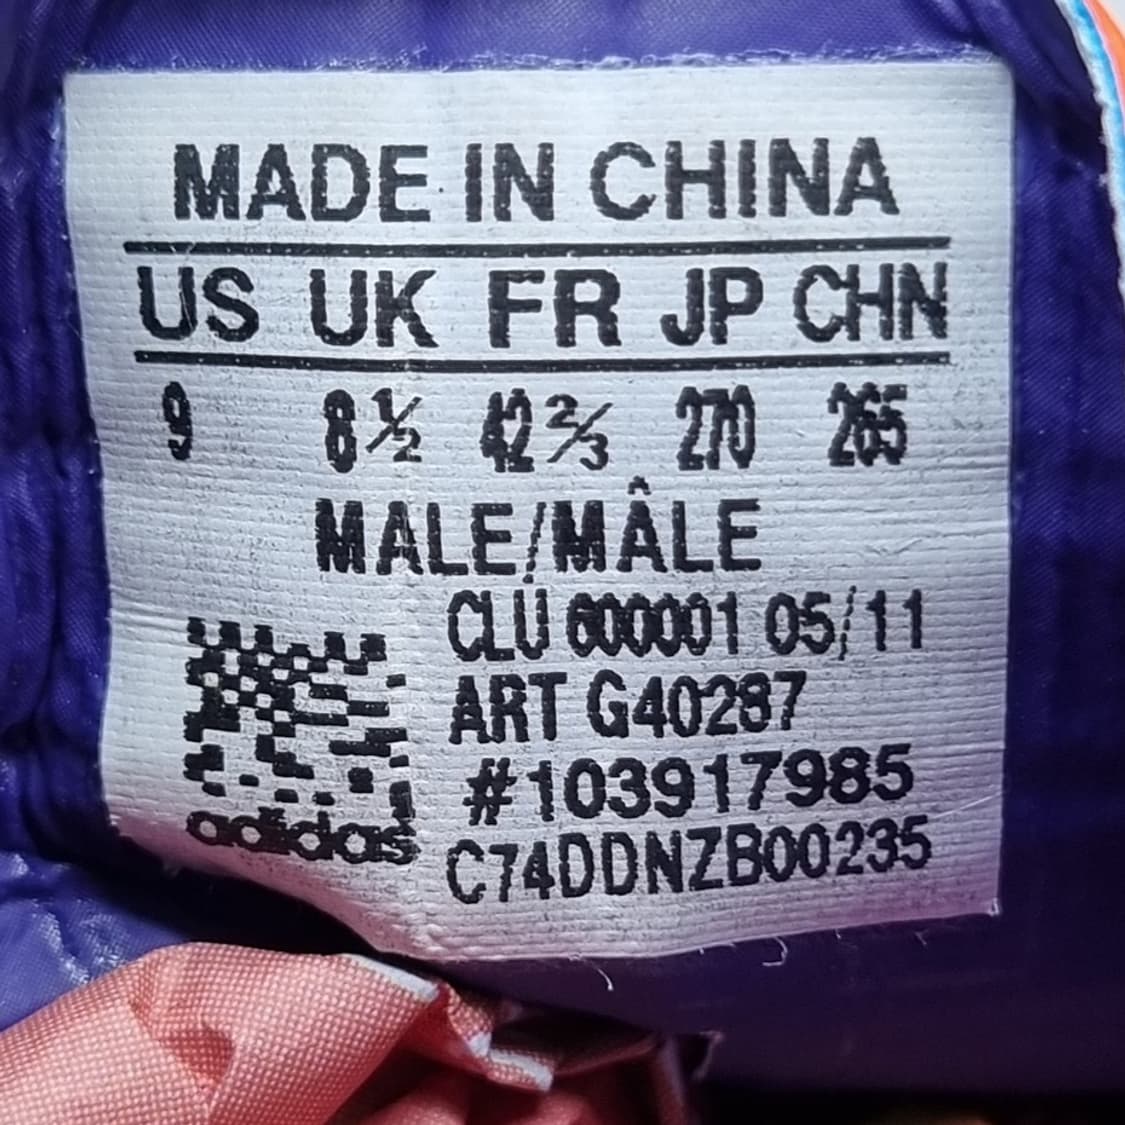 MADE IN CHINA
US UK FR JP CHN
9 8½ 42⅔ 270 265
MALE/MÂLE
CLU 600001 05/11
ART G40287
#103917985
adidas
C74DDNZB00235